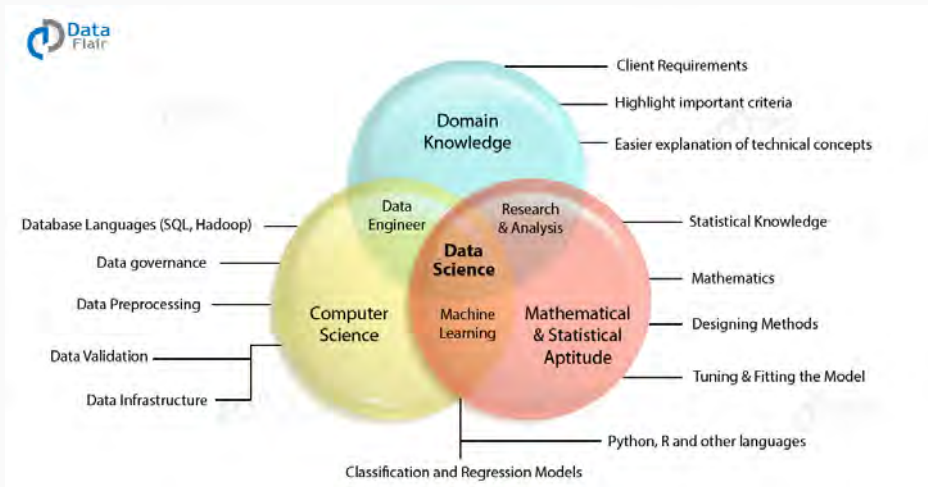 Data
Flair
Client Requirements
Highlight important criteria
Easier explanation of technical concepts
Domain
Knowledge
Data
Engineer
Research
& Analysis
Data
Science
Machine
Learning
Computer
Science
Mathematical
& Statistical
Aptitude
Database Languages (SQL, Hadoop)
Data governance
Data Preprocessing
Data Validation
Data Infrastructure
Statistical Knowledge
Mathematics
Designing Methods
Tuning & Fitting the Model
Python, R and other languages
Classification and Regression Models